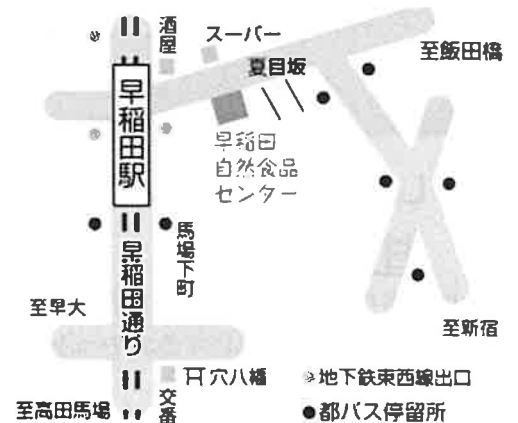 酒屋
スーパー
夏目坂
至飯田橋
早稲田駅
早稲田
自然食品
センター
馬場下町
早稲田通り
至早大
至新宿
穴八幡
交番
至高田馬場
地下鉄東西線出口
都バス停留所